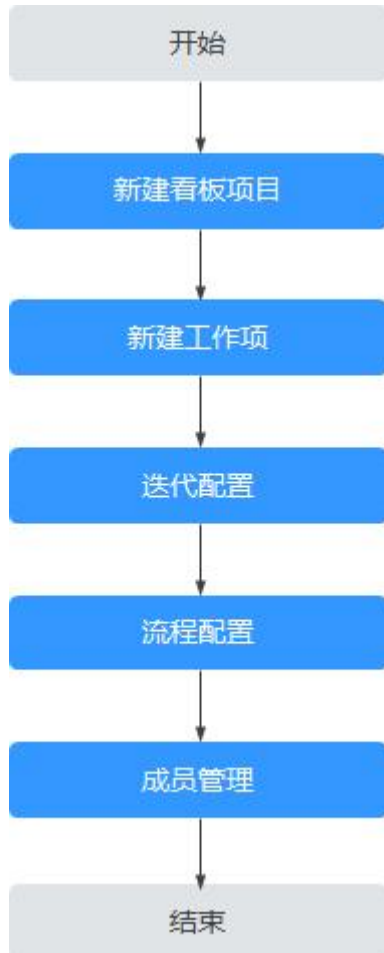 开始
新建看板项目
新建工作项
迭代配置
流程配置
成员管理
结束